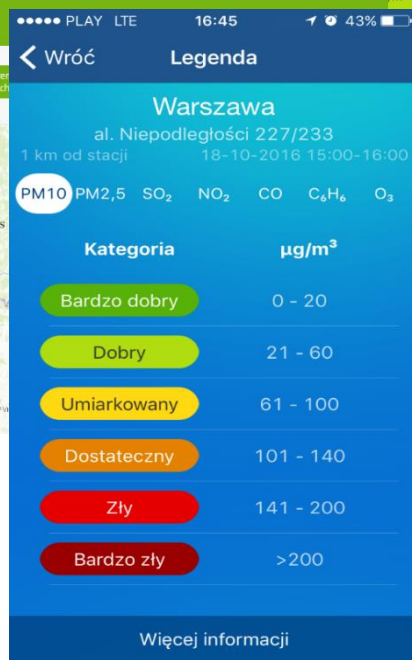 PLAY LTE 16:45 43%
Wróć Legenda
Warszawa
al. Niepodległości 227/233
1 km od stacji 18-10-2016 15:00-16:00
PM10 PM2,5 SO₂ NO₂ CO C₆H₆ O₃
Kategoria µg/m³
Bardzo dobry 0 - 20
Dobry 21 - 60
Umiarkowany 61 - 100
Dostateczny 101 - 140
Zły 141 - 200
Bardzo zły >200
Więcej informacji